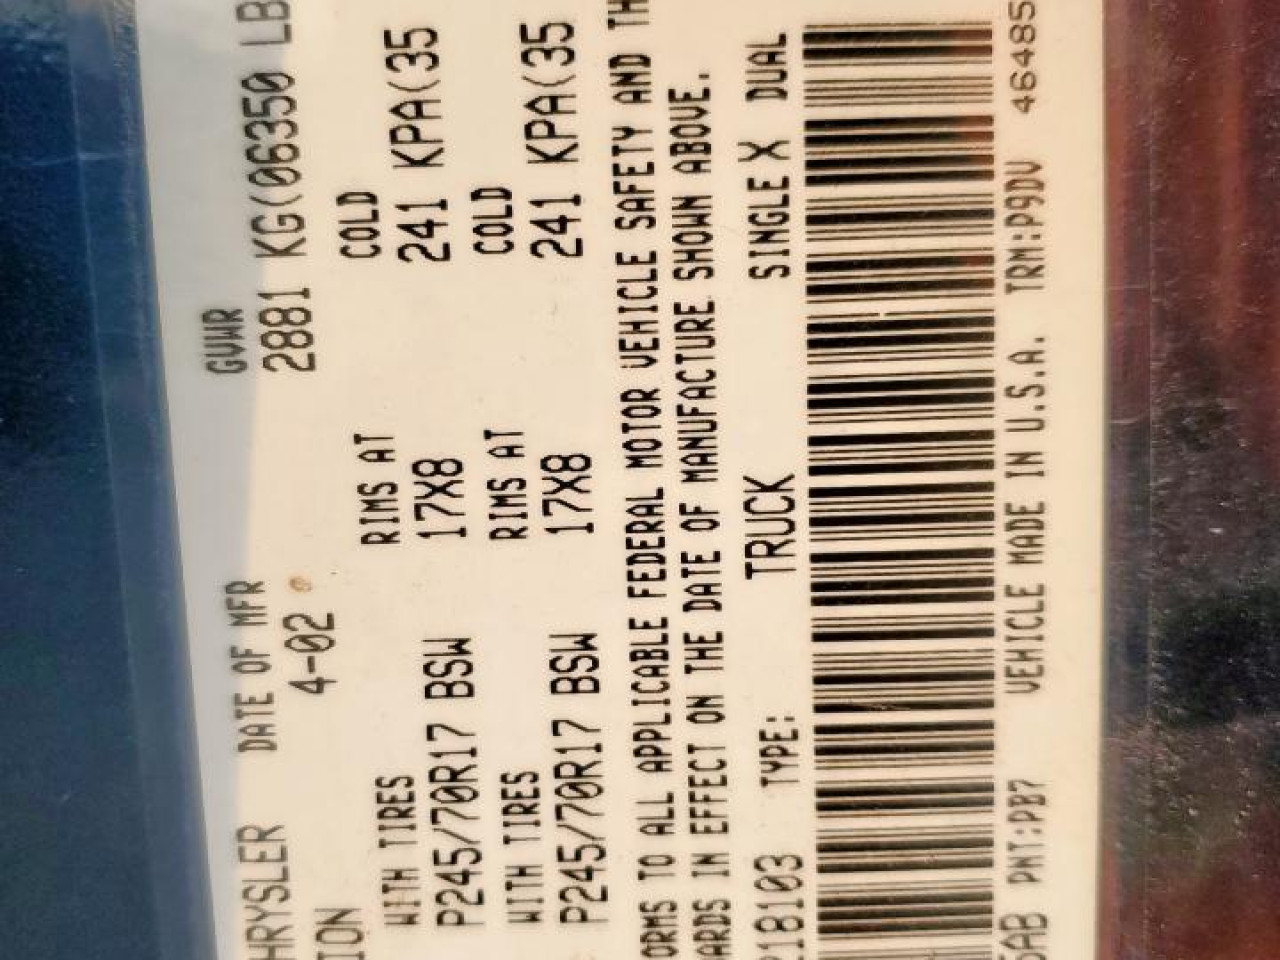 HRYSLER DATE OF MFR GVWR
ION 4-02 2881 KG(06350 LB
WITH TIRES RIMS AT COLD
P245/70R17 BSW 17X8 241 KPA(35
WITH TIRES RIMS AT COLD
P245/70R17 BSW 17X8 241 KPA(35
ORMS TO ALL APPLICABLE FEDERAL MOTOR VEHICLE SAFETY AND TH
ARDS IN EFFECT ON THE DATE OF MANUFACTURE SHOWN ABOVE.
218103 TYPE: TRUCK SINGLE X DUAL
6AB PNT:PB7 VEHICLE MADE IN U.S.A. TRM:P9DV 46485